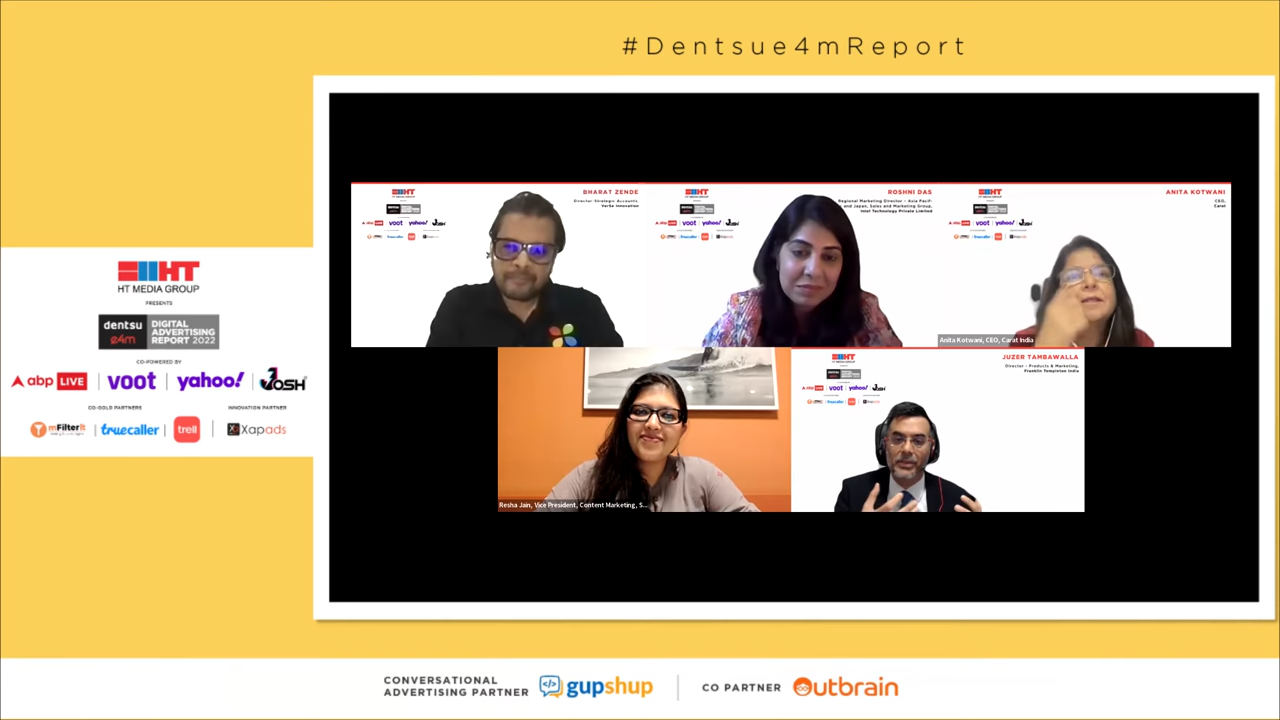 #Dentsue4mReport
HT
HT MEDIA GROUP
PRESENTS
dentsu
e4m
DIGITAL
ADVERTISING
REPORT 2022
CO-POWERED BY
abp LIVE
voot
yahoo!
JOSH
CO-GOLD PARTNERS
INNOVATION PARTNER
mFilterIt
truecaller
trell
Xapads
BHARAT ZENDE
Director-Strategic Accounts,
VerSe Innovation
ROSHNI DAS
Regional Marketing Director - Asia Pacif-
and Japan, Sales and Marketing Group,
Intel Technology Private Limited
ANITA KOTWANI
CEO,
Carat
Anita Kotwani, CEO, Carat India
Resha Jain, Vice President, Content Marketing, S...
JUZER TAMBAWALLA
Director - Products & Marketing,
Franklin Templeton India
CONVERSATIONAL
ADVERTISING PARTNER
gupshup
CO PARTNER
Outbrain